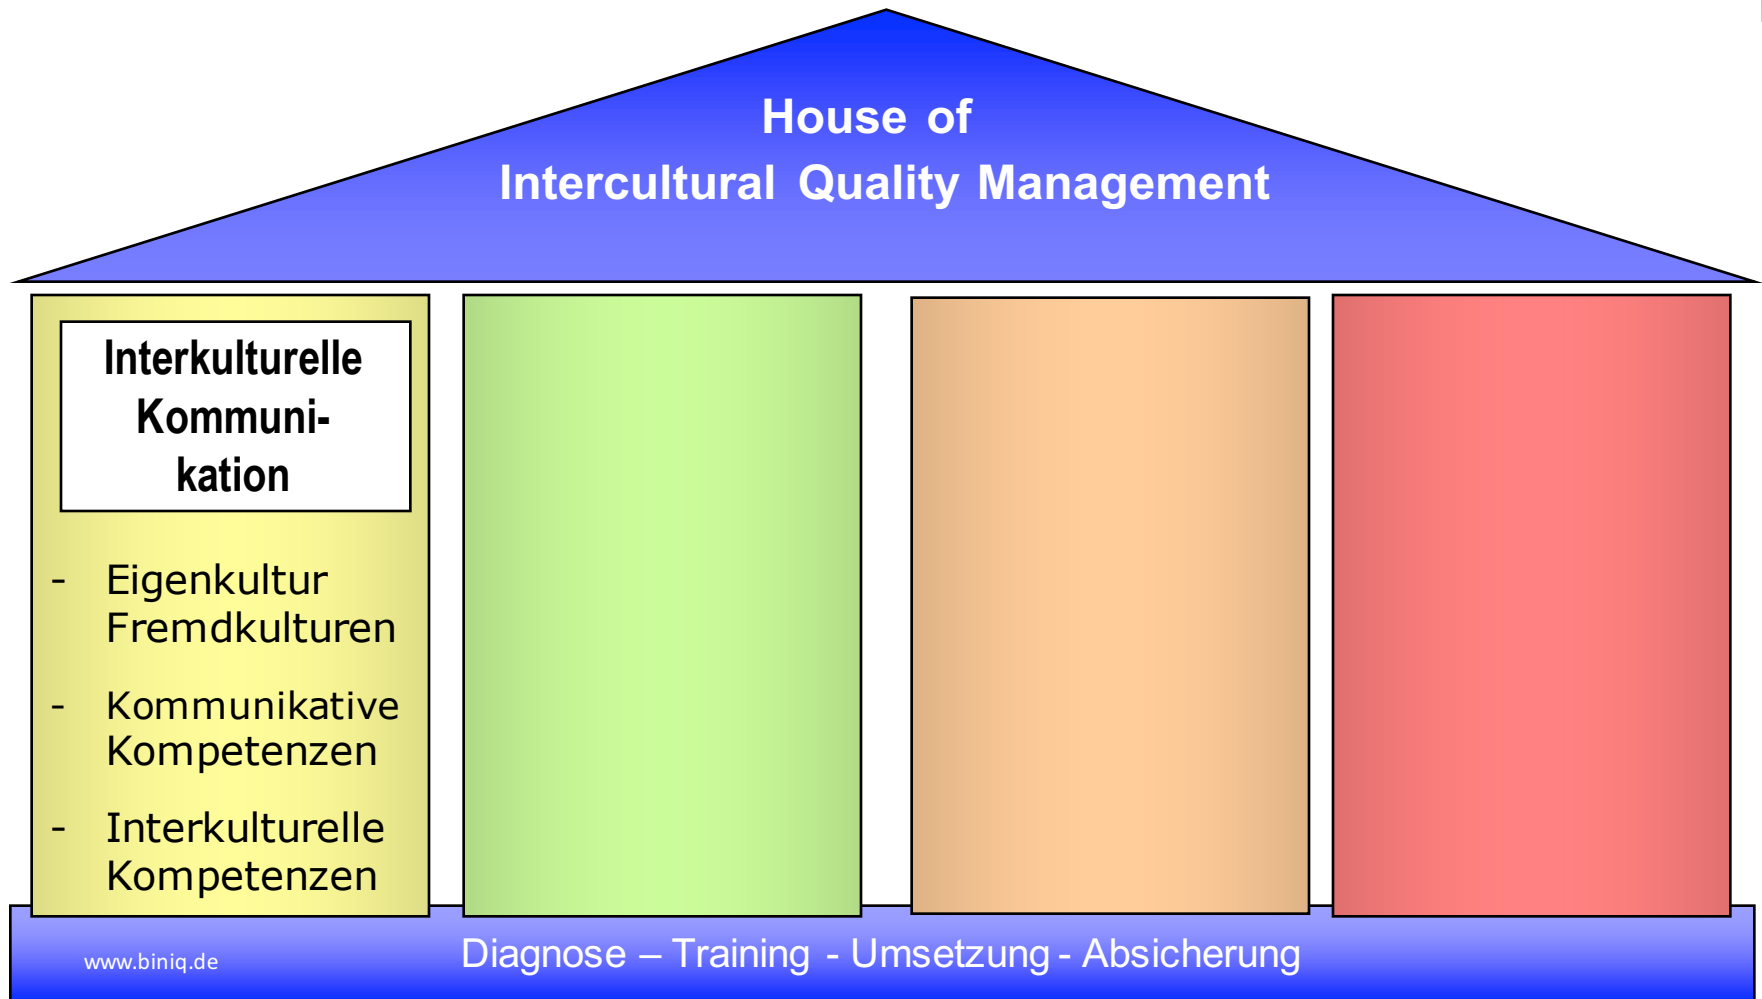 House of
Intercultural Quality Management
Interkulturelle
Kommuni-
kation
- Eigenkultur
Fremdkulturen
- Kommunikative
Kompetenzen
- Interkulturelle
Kompetenzen
www.biniq.de
Diagnose – Training - Umsetzung - Absicherung